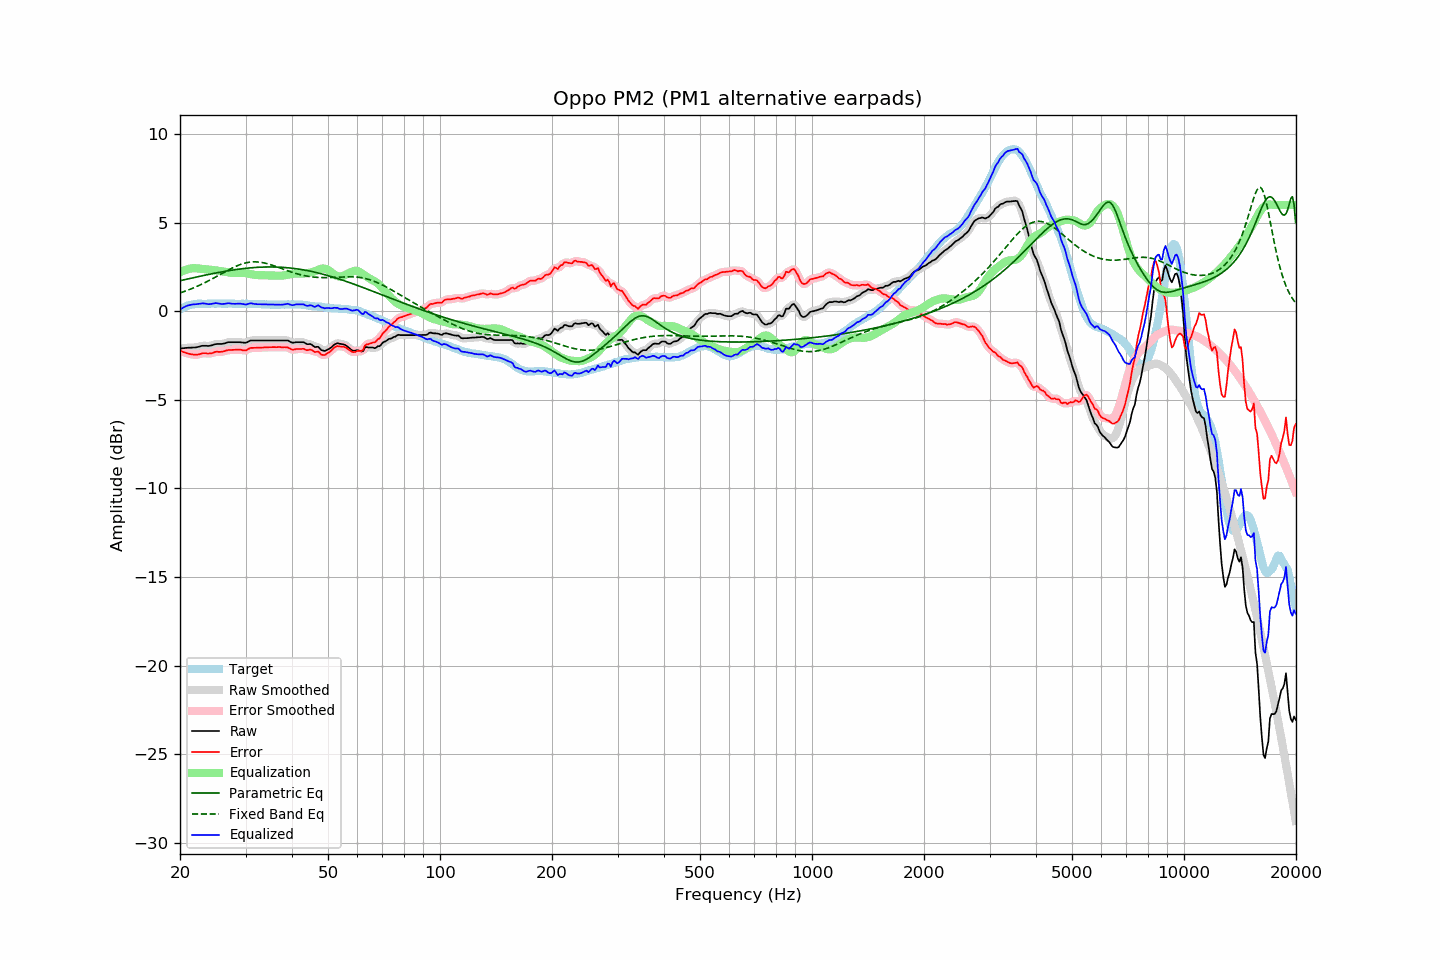 Oppo PM2 (PM1 alternative earpads)
10
5
0
−5
−10
−15
−20
−25
−30
Amplitude (dBr)
Target
Raw Smoothed
Error Smoothed
Raw
Error
Equalization
Parametric Eq
Fixed Band Eq
Equalized
20 50 100 200 500 1000 2000 5000 10000 20000
Frequency (Hz)